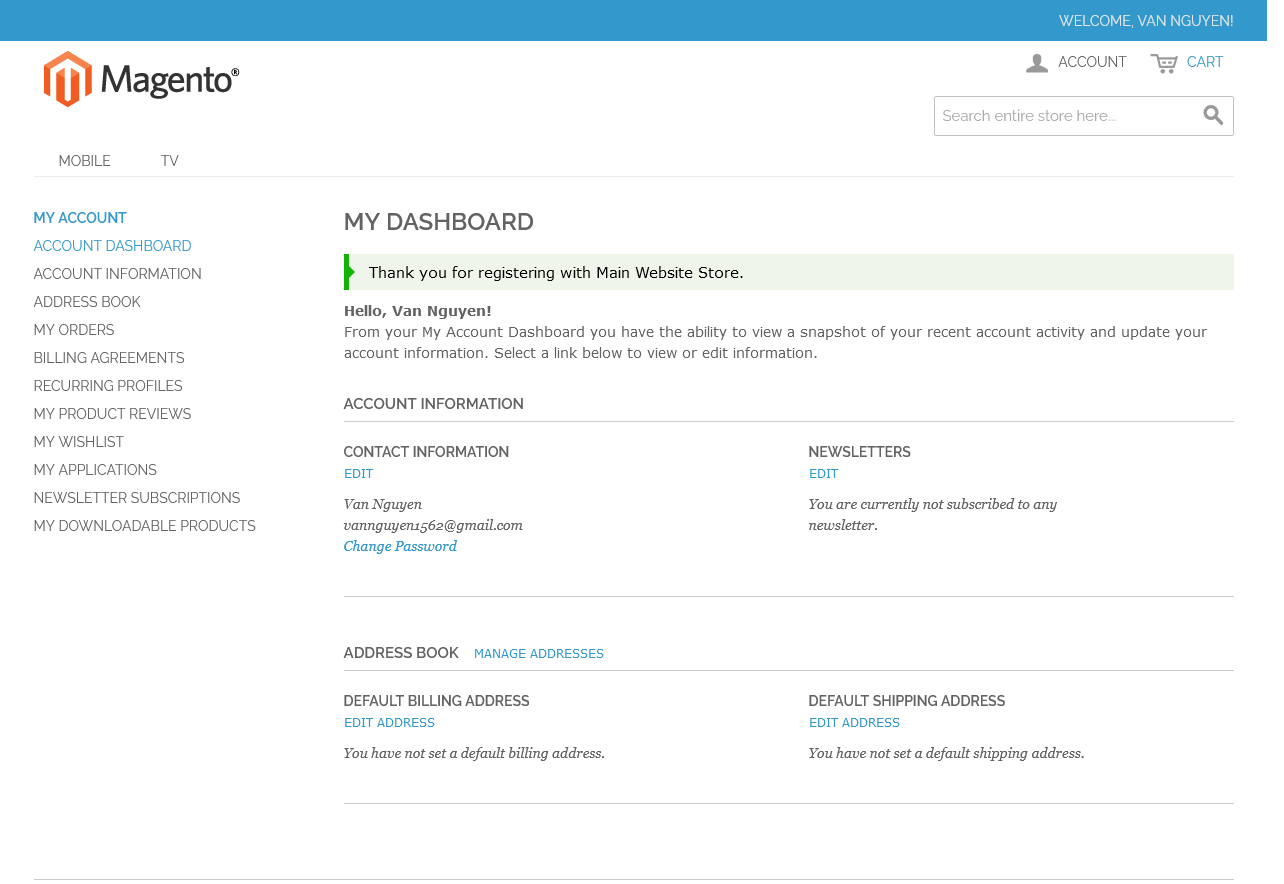 WELCOME, VAN NGUYEN!
Magento®
ACCOUNT
CART
Search entire store here...
MOBILE
TV
MY ACCOUNT
ACCOUNT DASHBOARD
ACCOUNT INFORMATION
ADDRESS BOOK
MY ORDERS
BILLING AGREEMENTS
RECURRING PROFILES
MY PRODUCT REVIEWS
MY WISHLIST
MY APPLICATIONS
NEWSLETTER SUBSCRIPTIONS
MY DOWNLOADABLE PRODUCTS
MY DASHBOARD
Thank you for registering with Main Website Store.
Hello, Van Nguyen!
From your My Account Dashboard you have the ability to view a snapshot of your recent account activity and update your
account information. Select a link below to view or edit information.
ACCOUNT INFORMATION
CONTACT INFORMATION
EDIT
Van Nguyen
vannguyen1562@gmail.com
Change Password
NEWSLETTERS
EDIT
You are currently not subscribed to any
newsletter.
ADDRESS BOOK MANAGE ADDRESSES
DEFAULT BILLING ADDRESS
EDIT ADDRESS
You have not set a default billing address.
DEFAULT SHIPPING ADDRESS
EDIT ADDRESS
You have not set a default shipping address.